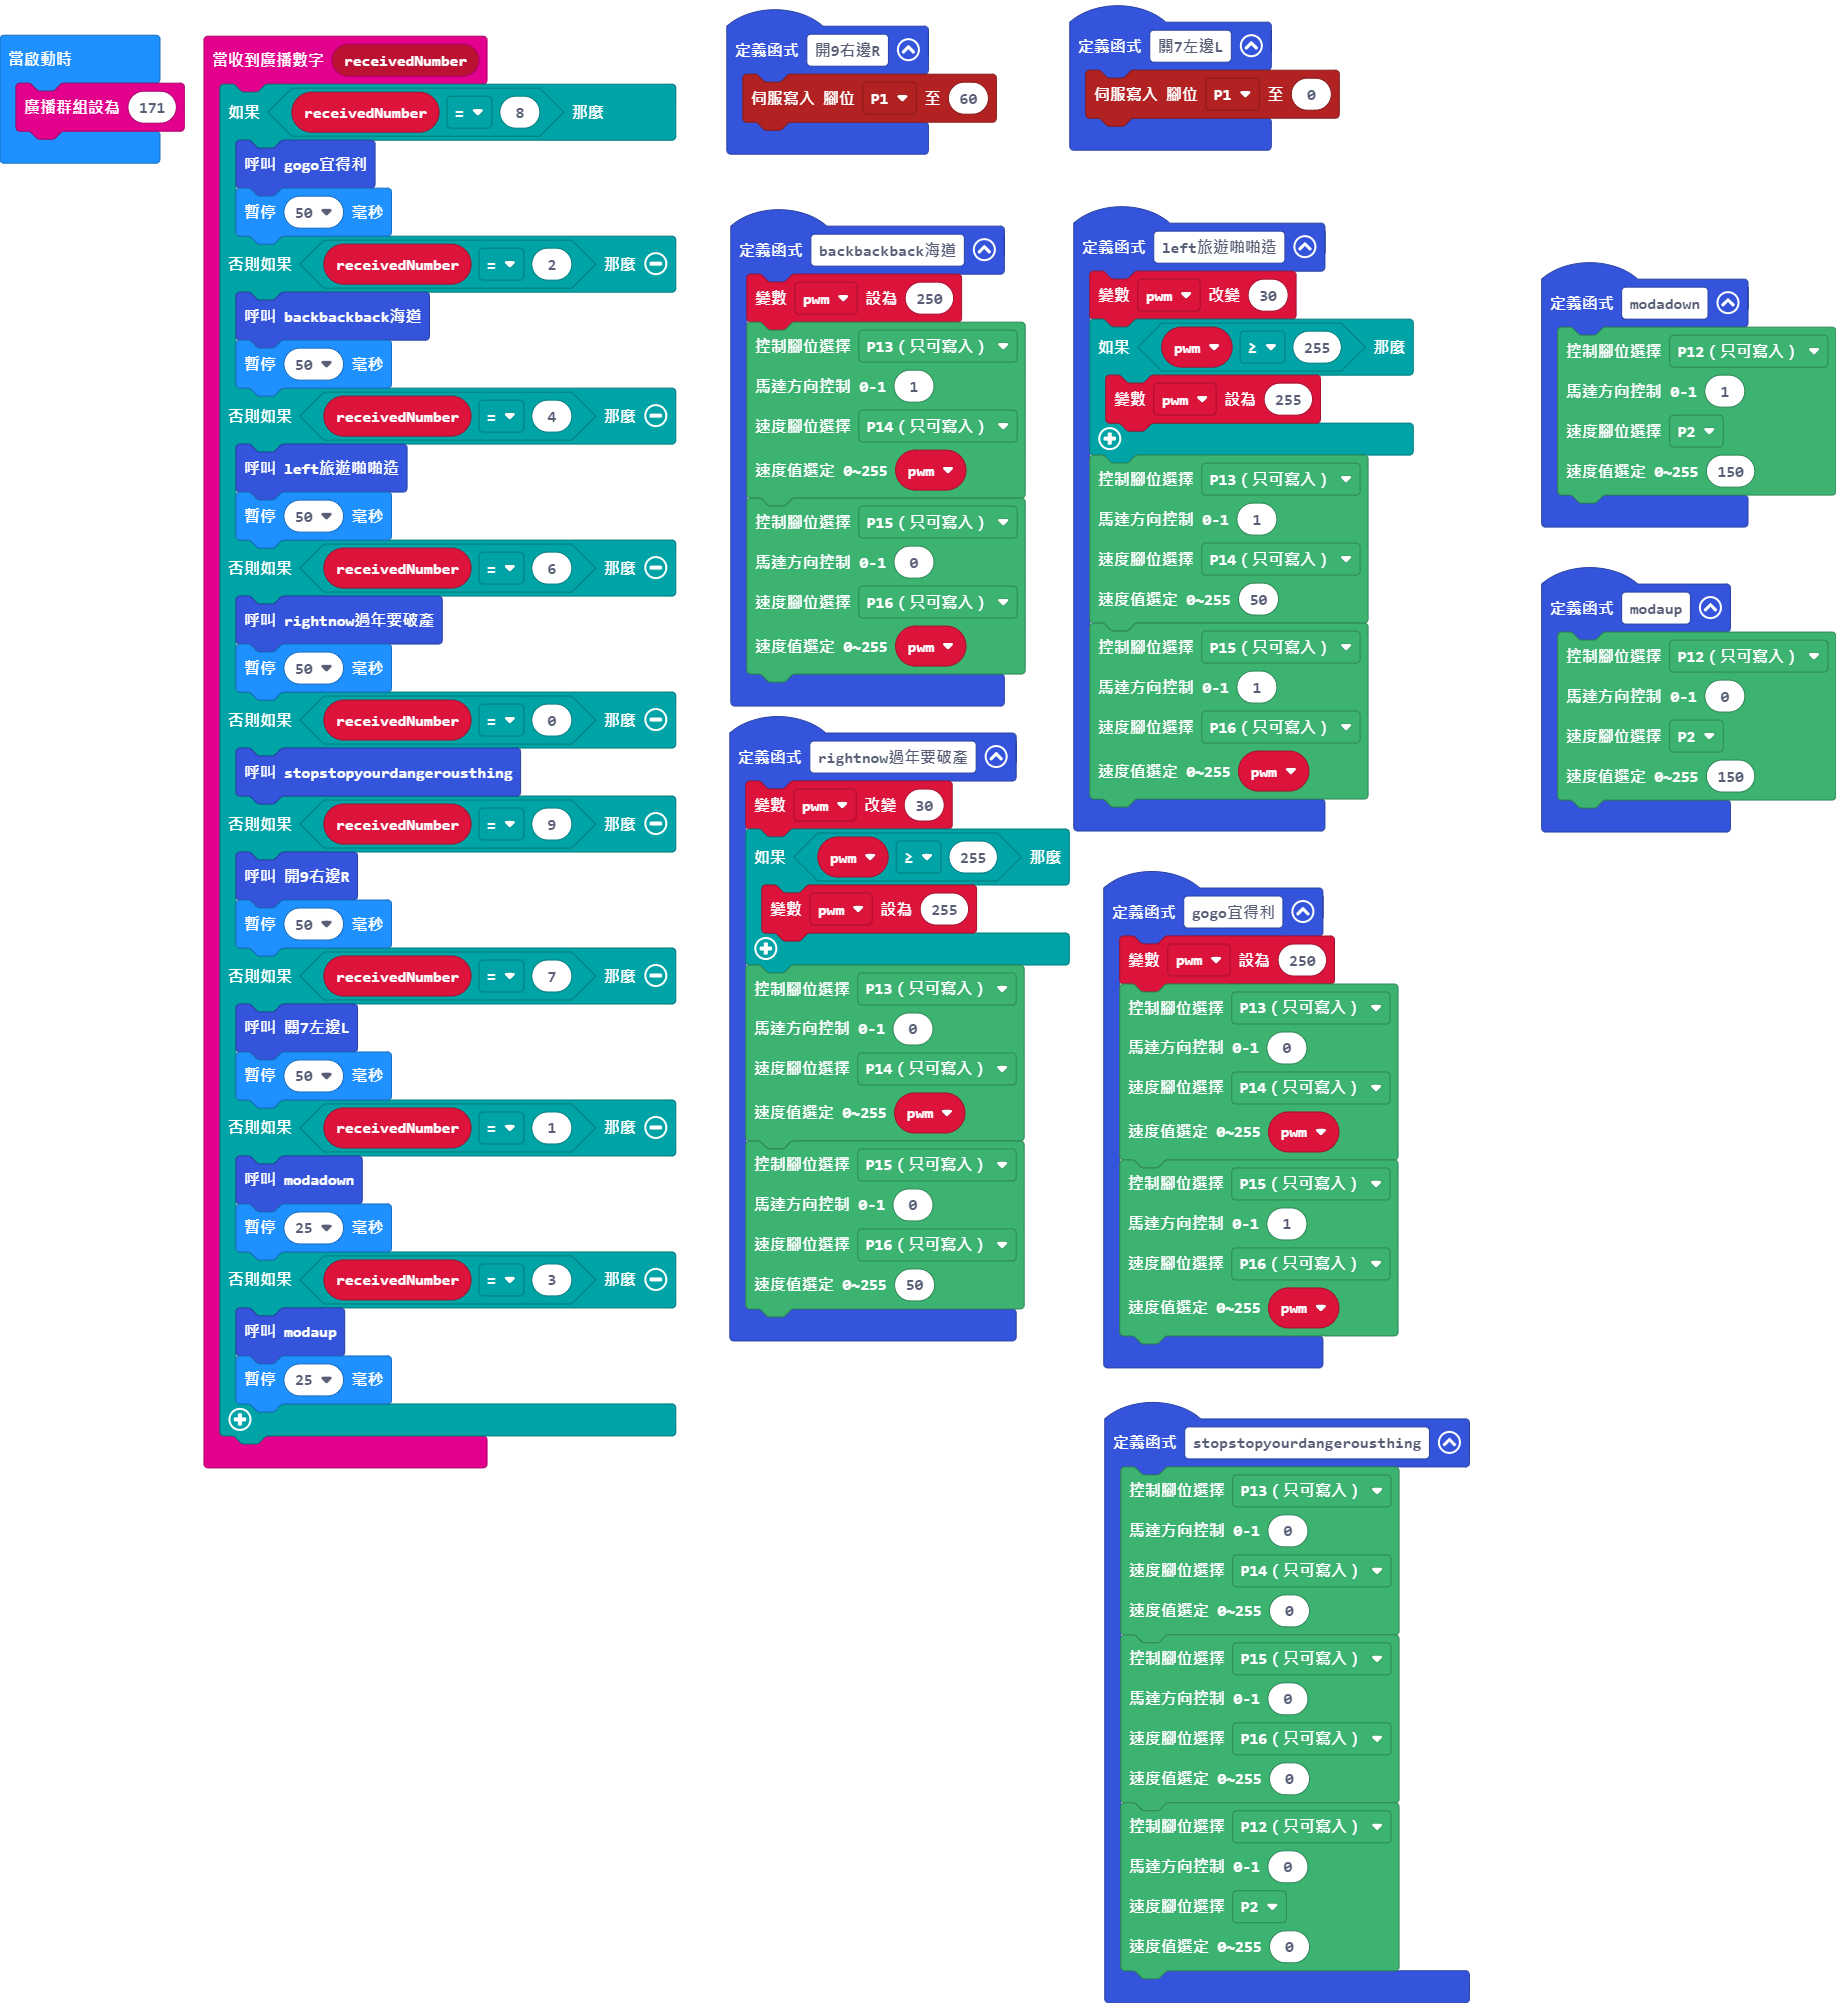 當啟動時
廣播群組設為 171
當收到廣播數字 receivedNumber
如果 receivedNumber = 8 那麼
呼叫 gogo宜得利
暫停 50 毫秒
否則如果 receivedNumber = 2 那麼
呼叫 backbackback海道
暫停 50 毫秒
否則如果 receivedNumber = 4 那麼
呼叫 left旅遊啪啪造
暫停 50 毫秒
否則如果 receivedNumber = 6 那麼
呼叫 rightnow過年要破產
暫停 50 毫秒
否則如果 receivedNumber = 0 那麼
呼叫 stopstopyourdangerousthing
否則如果 receivedNumber = 9 那麼
呼叫 開9右邊R
暫停 50 毫秒
否則如果 receivedNumber = 7 那麼
呼叫 關7左邊L
暫停 50 毫秒
否則如果 receivedNumber = 1 那麼
呼叫 modadown
暫停 25 毫秒
否則如果 receivedNumber = 3 那麼
呼叫 modaup
暫停 25 毫秒
定義函式 開9右邊R
伺服寫入 腳位 P1 至 60
定義函式 關7左邊L
伺服寫入 腳位 P1 至 0
定義函式 backbackback海道
變數 pwm 設為 250
控制腳位選擇 P13（只可寫入）
馬達方向控制 0-1 1
速度腳位選擇 P14（只可寫入）
速度值選定 0~255 pwm
控制腳位選擇 P15（只可寫入）
馬達方向控制 0-1 0
速度腳位選擇 P16（只可寫入）
速度值選定 0~255 pwm
定義函式 rightnow過年要破產
變數 pwm 改變 30
如果 pwm ≥ 255 那麼
變數 pwm 設為 255
控制腳位選擇 P13（只可寫入）
馬達方向控制 0-1 0
速度腳位選擇 P14（只可寫入）
速度值選定 0~255 pwm
控制腳位選擇 P15（只可寫入）
馬達方向控制 0-1 0
速度腳位選擇 P16（只可寫入）
速度值選定 0~255 50
定義函式 left旅遊啪啪造
變數 pwm 改變 30
如果 pwm ≥ 255 那麼
變數 pwm 設為 255
控制腳位選擇 P13（只可寫入）
馬達方向控制 0-1 1
速度腳位選擇 P14（只可寫入）
速度值選定 0~255 50
控制腳位選擇 P15（只可寫入）
馬達方向控制 0-1 1
速度腳位選擇 P16（只可寫入）
速度值選定 0~255 pwm
定義函式 gogo宜得利
變數 pwm 設為 250
控制腳位選擇 P13（只可寫入）
馬達方向控制 0-1 0
速度腳位選擇 P14（只可寫入）
速度值選定 0~255 pwm
控制腳位選擇 P15（只可寫入）
馬達方向控制 0-1 1
速度腳位選擇 P16（只可寫入）
速度值選定 0~255 pwm
定義函式 stopstopyourdangerousthing
控制腳位選擇 P13（只可寫入）
馬達方向控制 0-1 0
速度腳位選擇 P14（只可寫入）
速度值選定 0~255 0
控制腳位選擇 P15（只可寫入）
馬達方向控制 0-1 0
速度腳位選擇 P16（只可寫入）
速度值選定 0~255 0
控制腳位選擇 P12（只可寫入）
馬達方向控制 0-1 0
速度腳位選擇 P2
速度值選定 0~255 0
定義函式 modadown
控制腳位選擇 P12（只可寫入）
馬達方向控制 0-1 1
速度腳位選擇 P2
速度值選定 0~255 150
定義函式 modaup
控制腳位選擇 P12（只可寫入）
馬達方向控制 0-1 0
速度腳位選擇 P2
速度值選定 0~255 150